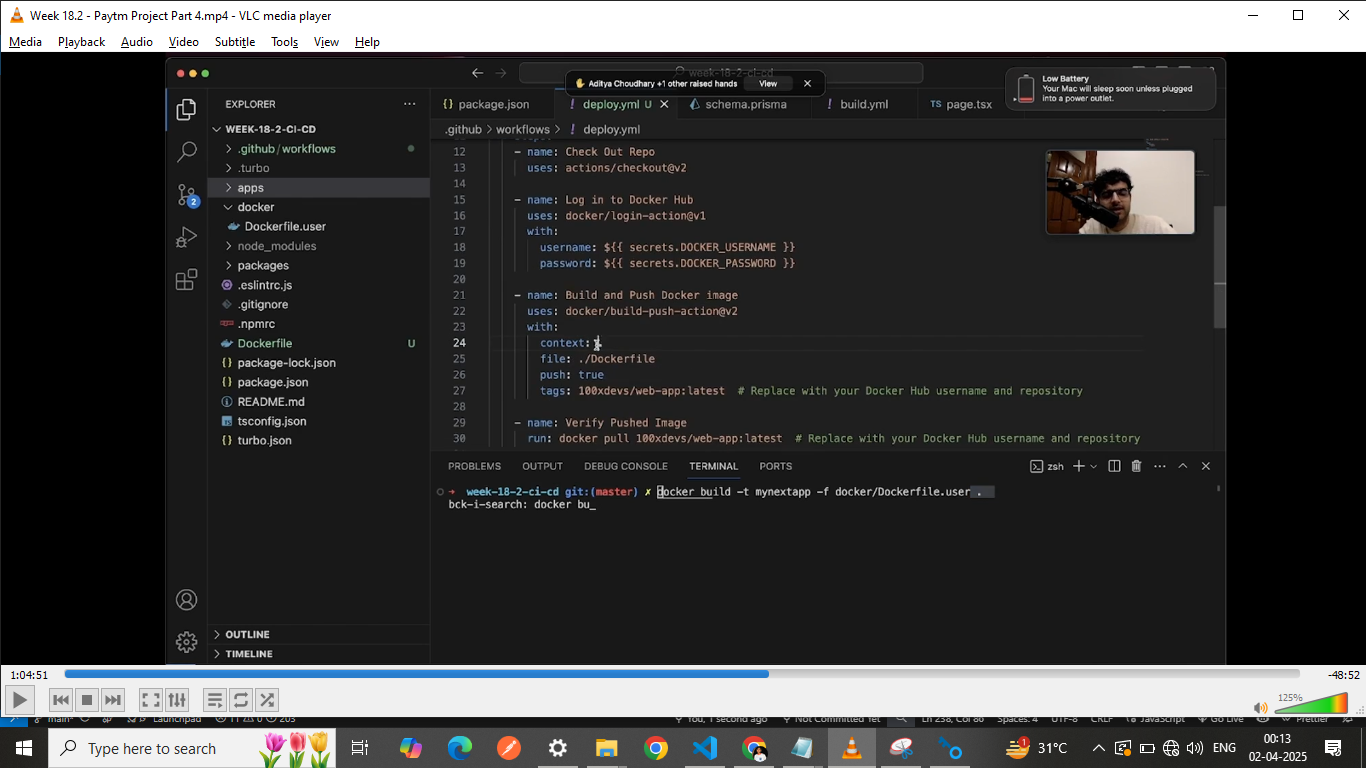 Week 18.2 - Paytm Project Part 4.mp4 - VLC media player
Media Playback Audio Video Subtitle Tools View Help
week-18-2-ci-cd
Aditya Choudhary +1 other raised hands View
Low Battery
Your Mac will sleep soon unless plugged
into a power outlet.
EXPLORER
WEEK-18-2-CI-CD
.github/workflows
.turbo
apps
docker
Dockerfile.user
node_modules
packages
.eslintrc.js
.gitignore
.npmrc
Dockerfile U
package-lock.json
package.json
README.md
tsconfig.json
turbo.json
OUTLINE
TIMELINE
2
package.json deploy.yml U schema.prisma build.yml TS page.tsx
.github > workflows > ! deploy.yml
12 - name: Check Out Repo
13 uses: actions/checkout@v2
14
15 - name: Log in to Docker Hub
16 uses: docker/login-action@v1
17 with:
18 username: ${{ secrets.DOCKER_USERNAME }}
19 password: ${{ secrets.DOCKER_PASSWORD }}
20
21 - name: Build and Push Docker image
22 uses: docker/build-push-action@v2
23 with:
24 context: .
25 file: ./Dockerfile
26 push: true
27 tags: 100xdevs/web-app:latest # Replace with your Docker Hub username and repository
28
29 - name: Verify Pushed Image
30 run: docker pull 100xdevs/web-app:latest # Replace with your Docker Hub username and repository
PROBLEMS OUTPUT DEBUG CONSOLE TERMINAL PORTS
zsh
week-18-2-ci-cd git:(master) ✗ docker build -t mynextapp -f docker/Dockerfile.user .
bck-i-search: docker bu_
1:04:51 -48:52
125%
main* Launchpad 11 0 203 You, 1 second ago Not Committed Yet Ln 238, Col 86 Spaces: 4 UTF-8 CRLF JavaScript Go Live Prettier
Type here to search
31°C ENG
00:13
02-04-2025